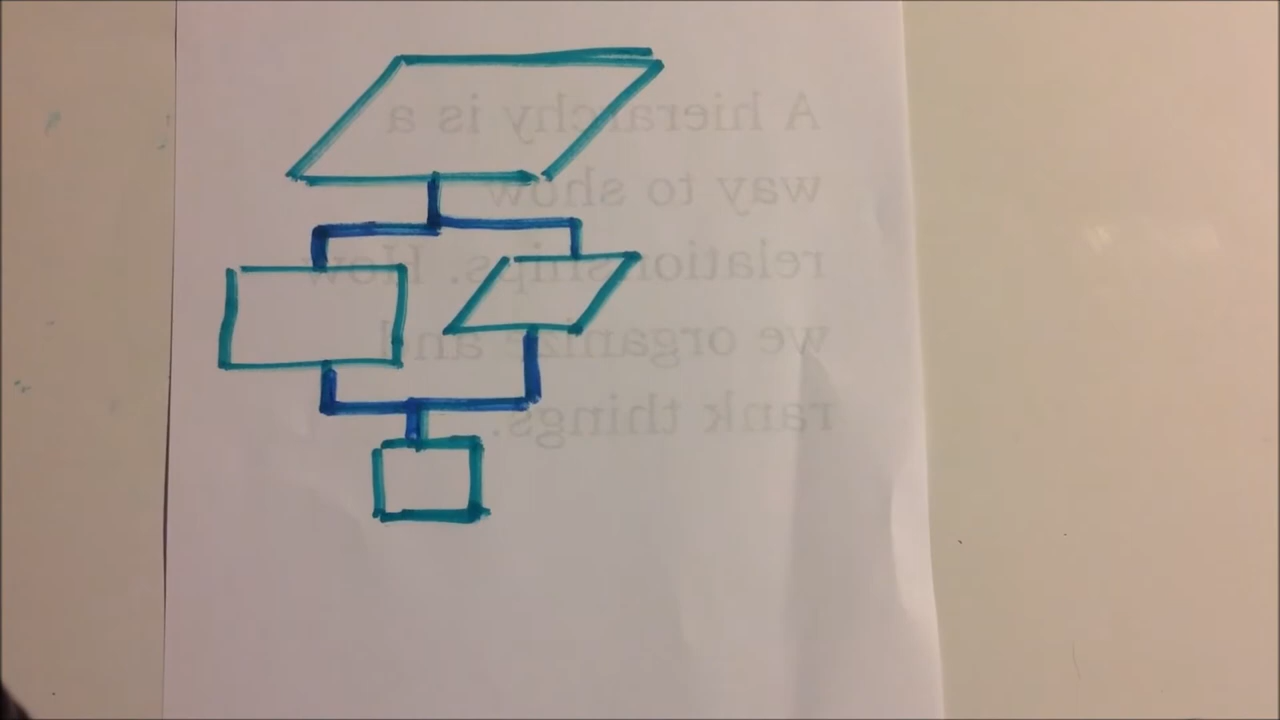 A hierarchy is a
way to show
relationships. How
we organize and
rank things.